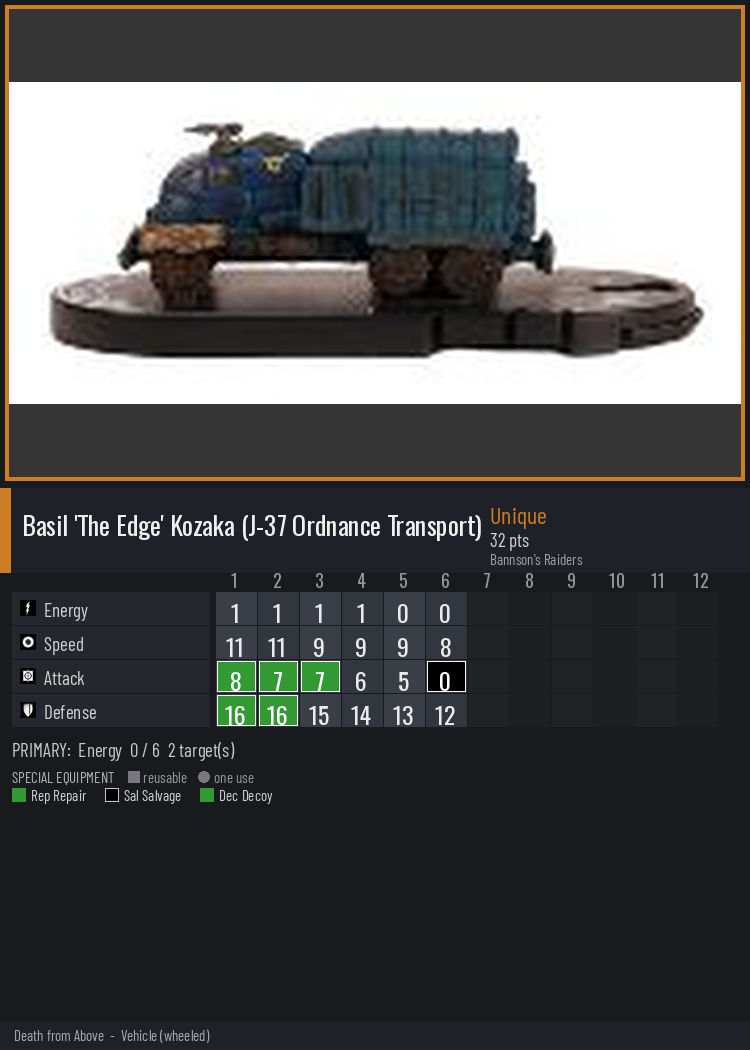 Basil 'The Edge' Kozaka (J-37 Ordnance Transport)
Unique
32 pts
Bannson's Raiders
1 2 3 4 5 6 7 8 9 10 11 12
Energy 1 1 1 1 0 0
Speed 11 11 9 9 9 8
Attack 8 7 7 6 5 0
Defense 16 16 15 14 13 12
PRIMARY: Energy 0 / 6 2 target(s)
SPECIAL EQUIPMENT reusable one use
Rep Repair Sal Salvage Dec Decoy
Death from Above - Vehicle (wheeled)